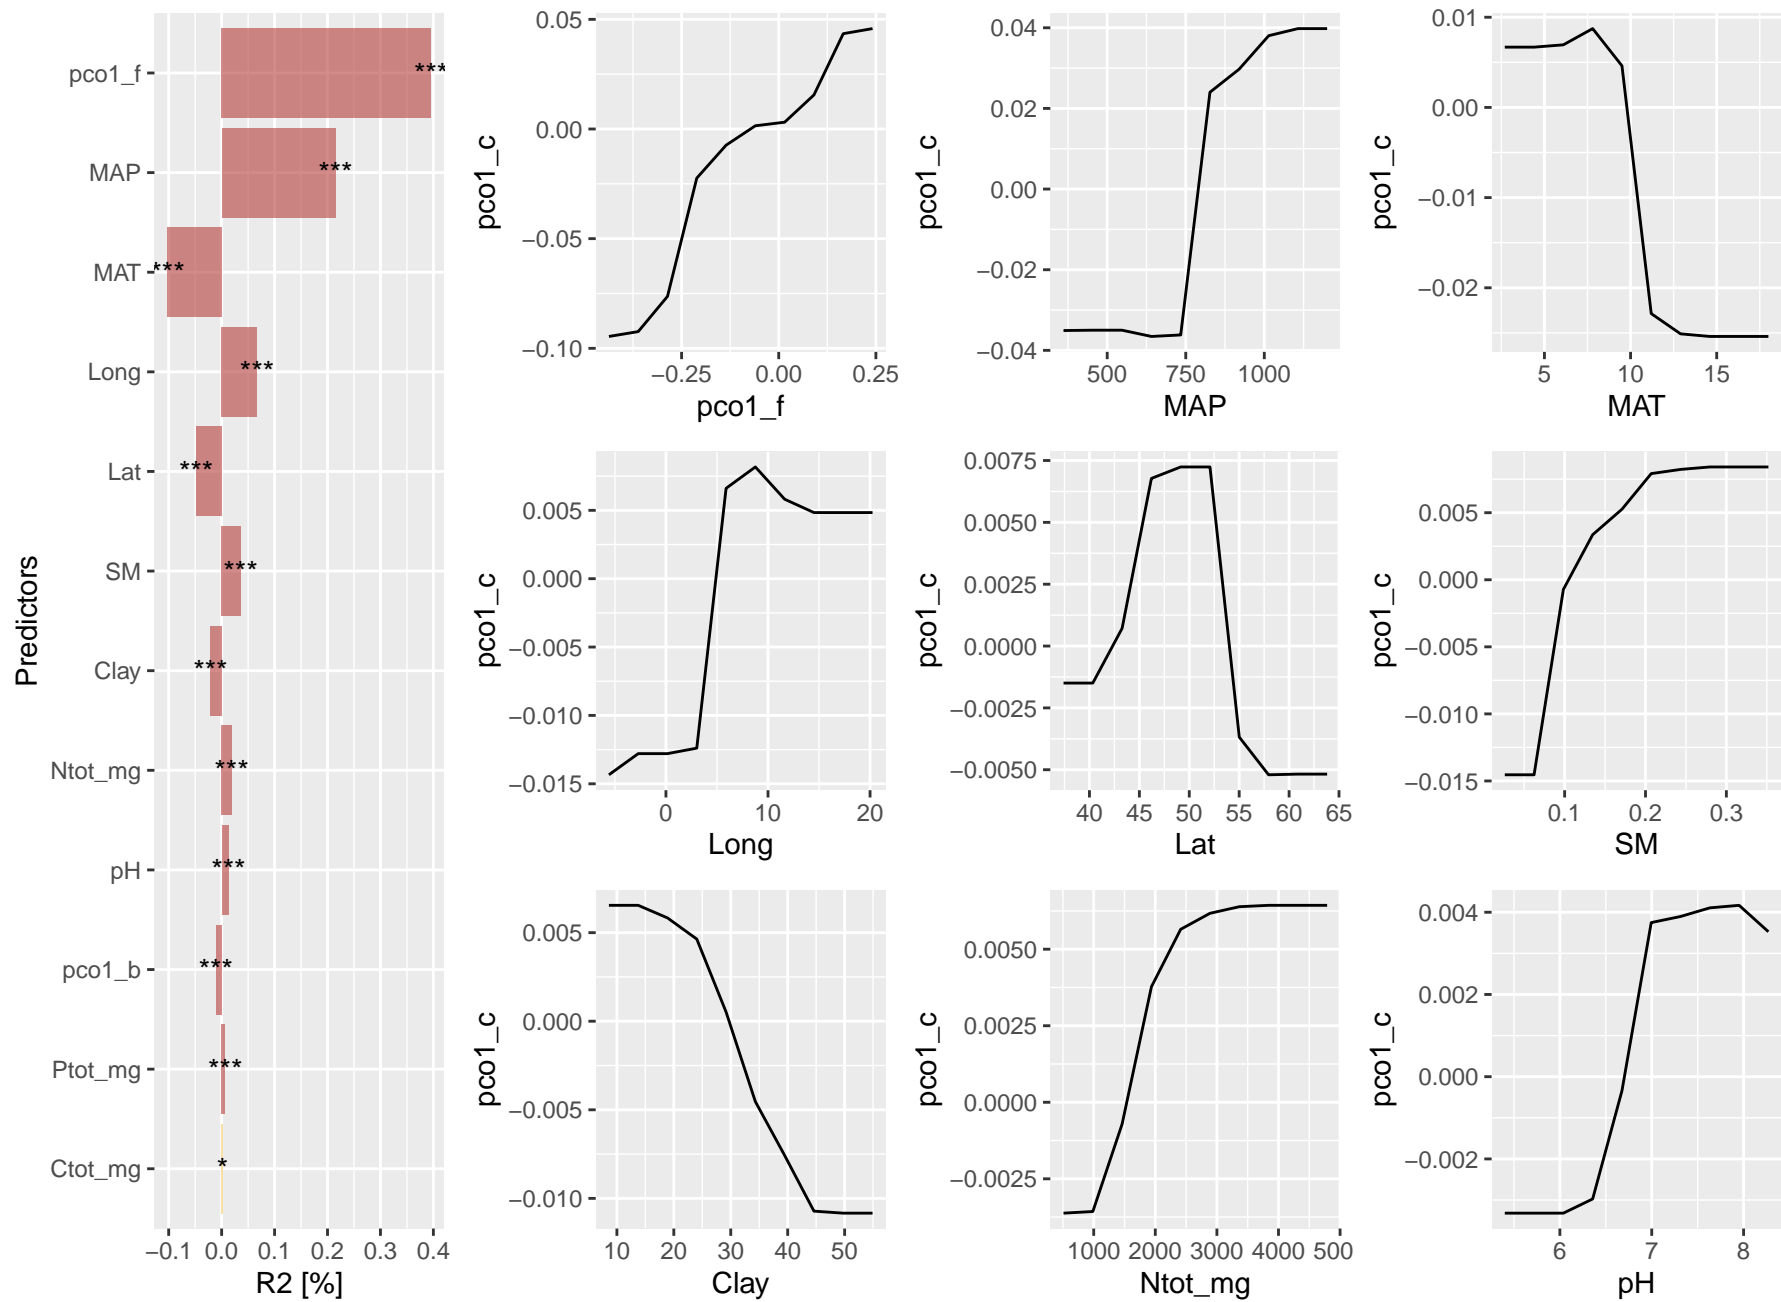 Predictors
pco1_f
***
MAP
***
MAT
***
Long
***
Lat
***
SM
***
Clay
***
Ntot_mg
***
pH
***
pco1_b
***
Ptot_mg
***
Ctot_mg
*
−0.1 0.0 0.1 0.2 0.3 0.4
R2 [%]
pco1_c
0.05
0.00
−0.05
−0.10
−0.25 0.00 0.25
pco1_f
pco1_c
0.04
0.02
0.00
−0.02
−0.04
500 750 1000
MAP
pco1_c
0.01
0.00
−0.01
−0.02
5 10 15
MAT
pco1_c
0.005
0.000
−0.005
−0.010
−0.015
0 10 20
Long
pco1_c
0.0075
0.0050
0.0025
0.0000
−0.0025
−0.0050
40 45 50 55 60 65
Lat
pco1_c
0.005
0.000
−0.005
−0.010
−0.015
0.1 0.2 0.3
SM
pco1_c
0.005
0.000
−0.005
−0.010
10 20 30 40 50
Clay
pco1_c
0.0050
0.0025
0.0000
−0.0025
1000 2000 3000 4000 500
Ntot_mg
pco1_c
0.004
0.002
0.000
−0.002
6 7 8
pH